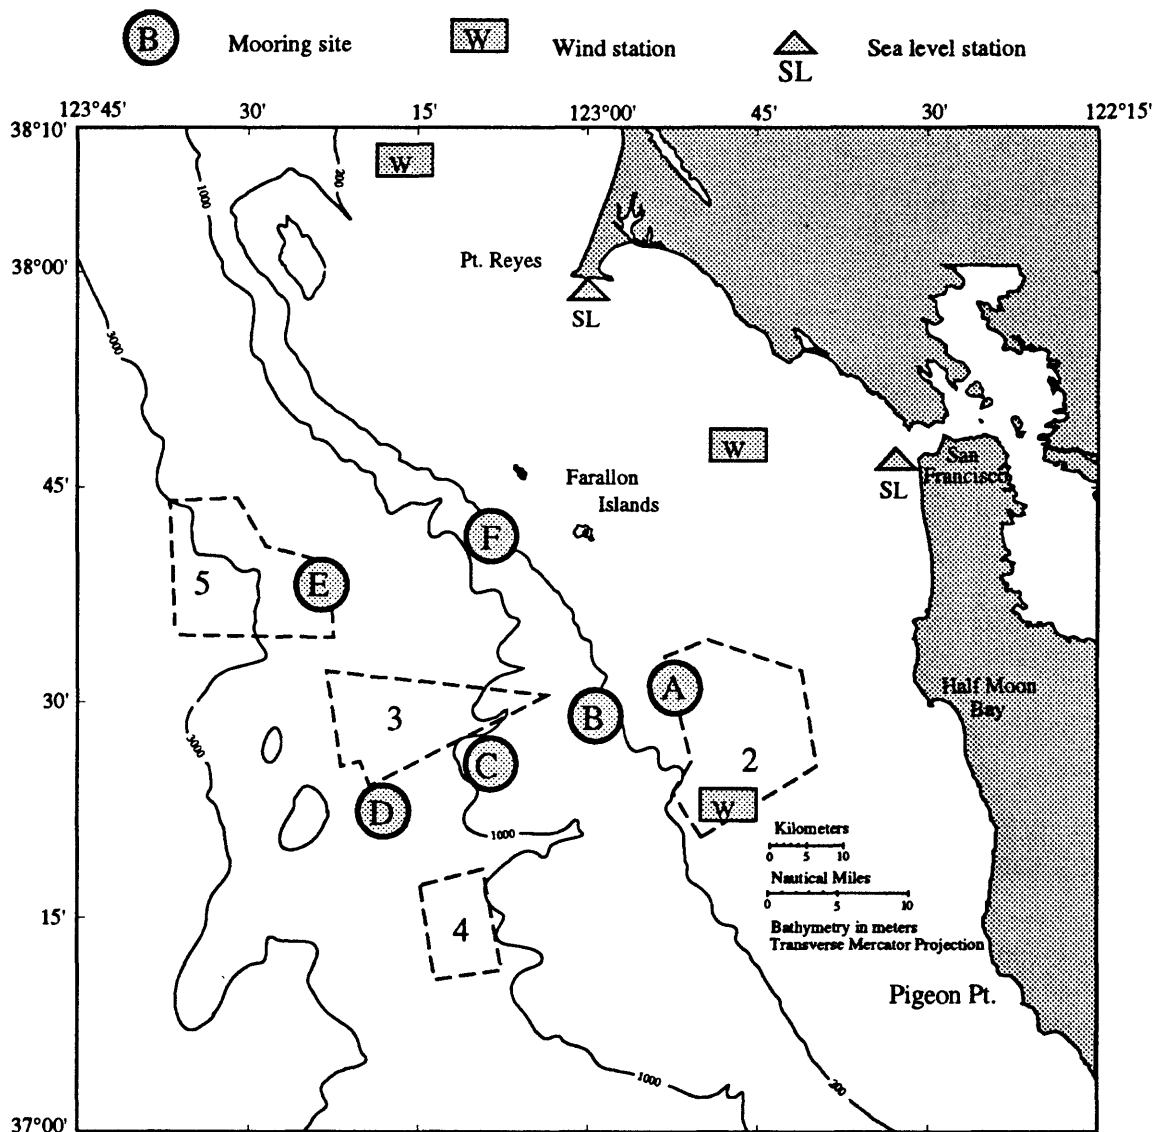 B Mooring site W Wind station SL Sea level station
123°45' 30' 15' 123°00' 45' 30' 122°15'
38°10'
W
200
1000
Pt. Reyes
38°00'
SL
3000
W
San
Francisco
SL
Farallon
Islands
45'
F
5
E
A
Half Moon
Bay
30'
B
3
3000
C
2
D
W
1000
Kilometers
0 5 10
Nautical Miles
0 5 10
15'
4
Bathymetry in meters
Transverse Mercator Projection
Pigeon Pt.
1000
200
37°00'